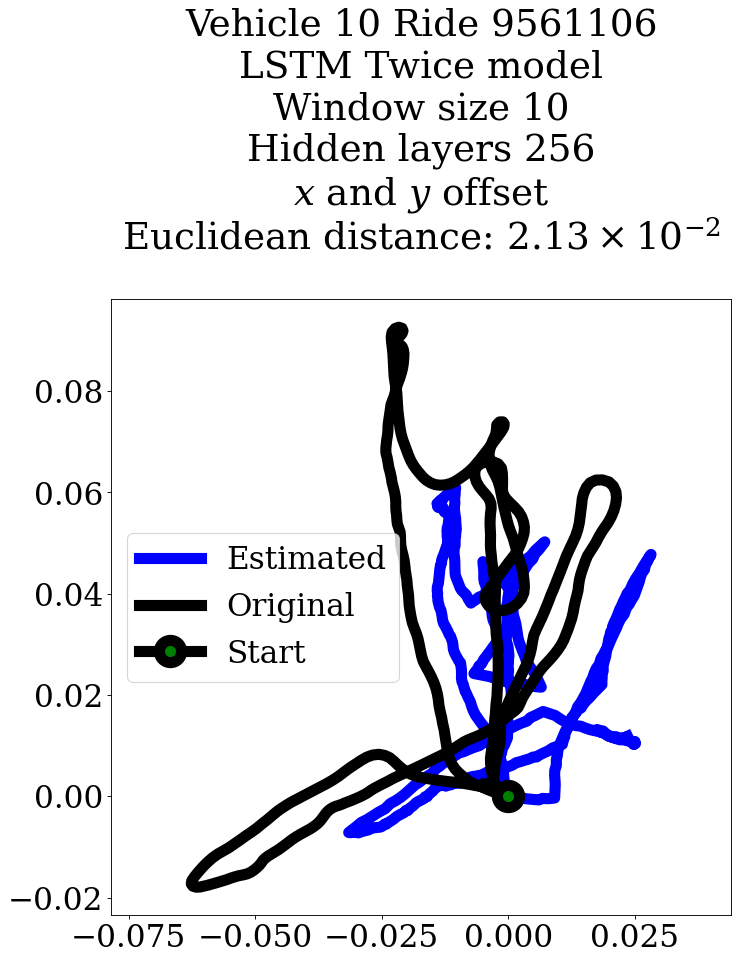 Vehicle 10 Ride 9561106
LSTM Twice model
Window size 10
Hidden layers 256
x and y offset
Euclidean distance: 2.13 × 10⁻²
0.08
0.06
0.04
0.02
0.00
−0.02
Estimated
Original
Start
−0.075 −0.050 −0.025 0.000 0.025